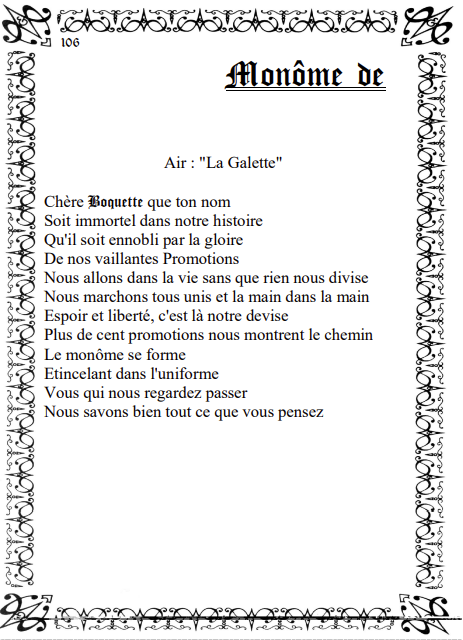 106
Monôme de
Air : "La Galette"
Chère Boquette que ton nom
Soit immortel dans notre histoire
Qu'il soit ennobli par la gloire
De nos vaillantes Promotions
Nous allons dans la vie sans que rien nous divise
Nous marchons tous unis et la main dans la main
Espoir et liberté, c'est là notre devise
Plus de cent promotions nous montrent le chemin
Le monôme se forme
Etincelant dans l'uniforme
Vous qui nous regardez passer
Nous savons bien tout ce que vous pensez